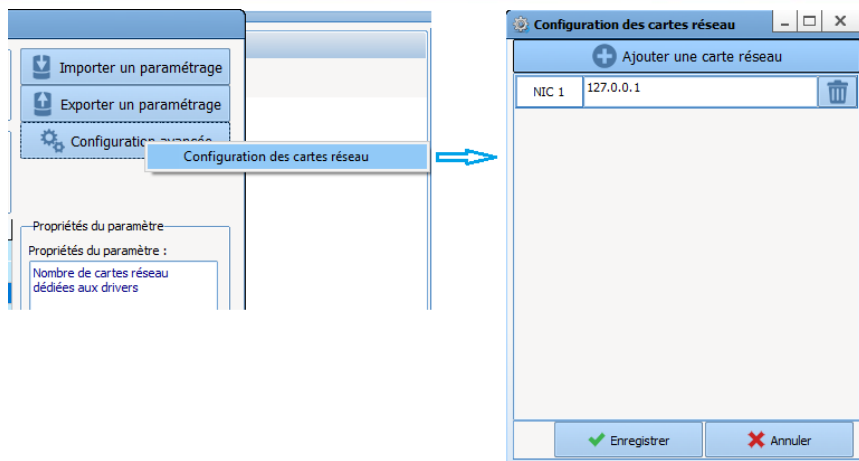 Importer un paramétrage
Exporter un paramétrage
Configuration avancée
Configuration des cartes réseau
Propriétés du paramètre
Propriétés du paramètre :
Nombre de cartes réseau
dédiées aux drivers
Configuration des cartes réseau
Ajouter une carte réseau
NIC 1
127.0.0.1
Enregistrer
Annuler